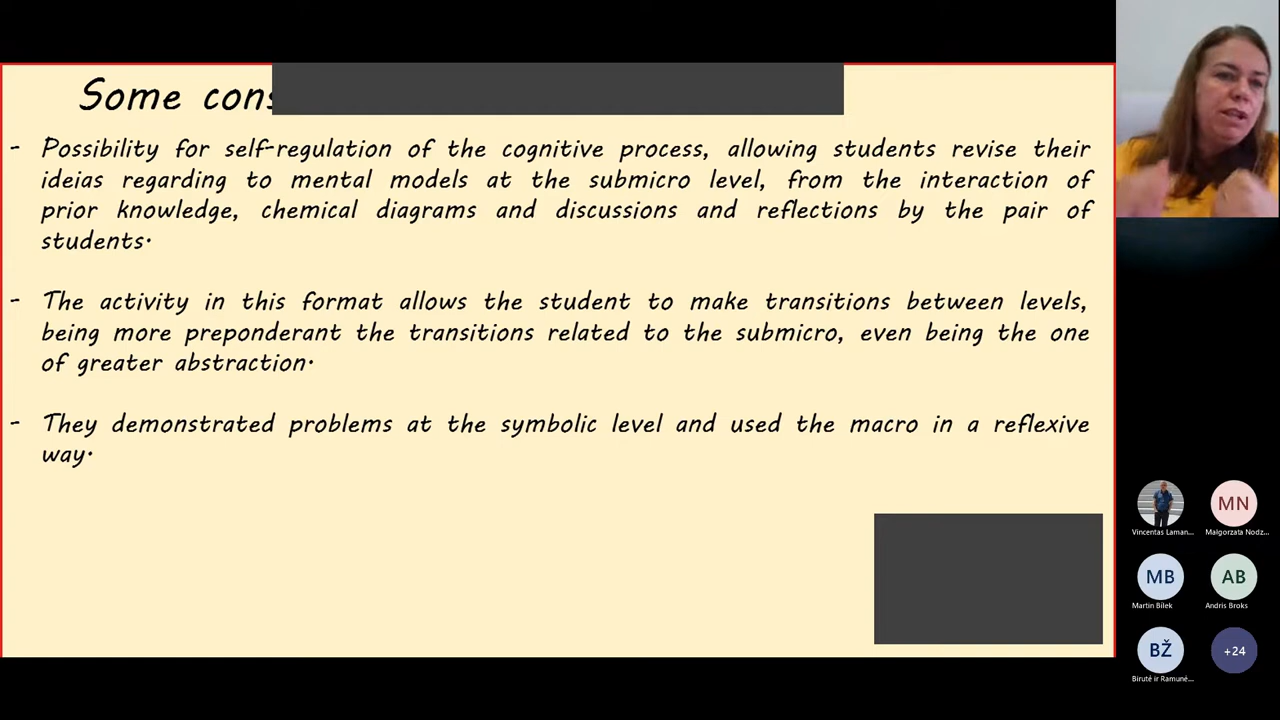 Some
- Possibility for self-regulation of the cognitive process, allowing students revise their
ideias regarding to mental models at the submicro level, from the interaction of
prior knowledge, chemical diagrams and discussions and reflections by the pair of
students.
- The activity in this format allows the student to make transitions between levels,
being more preponderant the transitions related to the submicro, even being the one
of greater abstraction.
- They demonstrated problems at the symbolic level and used the macro in a reflexive
way.
MN
Vincentas Laman...
Małgorzata Nodz...
MB
AB
Martin Bílek
Andris Broks
BŽ
+24
Birutė ir Ramunė...